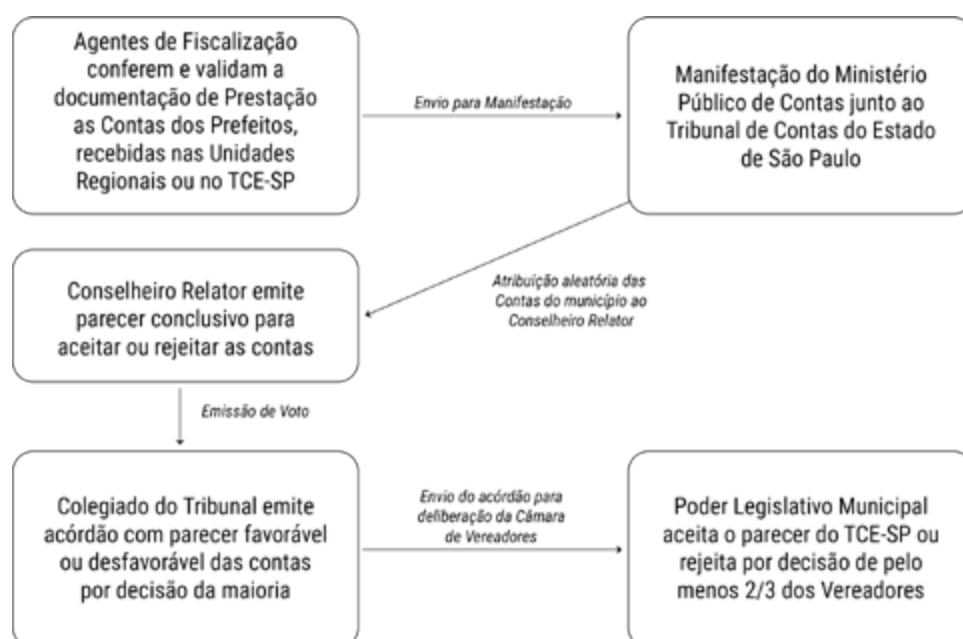 Agentes de Fiscalização
conferem e validam a
documentação de Prestação
as Contas dos Prefeitos,
recebidas nas Unidades
Regionais ou no TCE-SP
Envio para Manifestação
Manifestação do Ministério
Público de Contas junto ao
Tribunal de Contas do Estado
de São Paulo
Atribuição aleatória das
Contas do município ao
Conselheiro Relator
Conselheiro Relator emite
parecer conclusivo para
aceitar ou rejeitar as contas
Emissão de Voto
Colegiado do Tribunal emite
acórdão com parecer favorável
ou desfavorável das contas
por decisão da maioria
Envio do acórdão para
deliberação da Câmara
de Vereadores
Poder Legislativo Municipal
aceita o parecer do TCE-SP ou
rejeita por decisão de pelo
menos 2/3 dos Vereadores